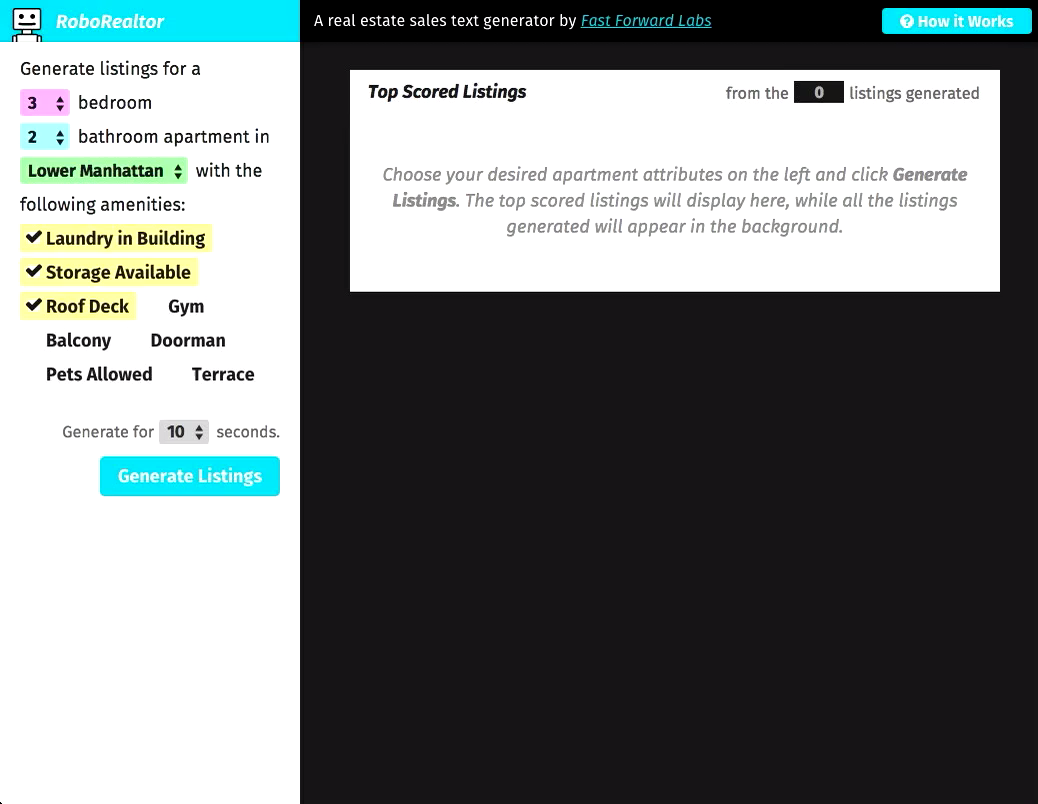 RoboRealtor
A real estate sales text generator by Fast Forward Labs
How it Works
Generate listings for a
3 bedroom
2 bathroom apartment in
Lower Manhattan with the
following amenities:
Laundry in Building
Storage Available
Roof Deck Gym
Balcony Doorman
Pets Allowed Terrace
Generate for 10 seconds.
Generate Listings
Top Scored Listings
from the 0 listings generated
Choose your desired apartment attributes on the left and click Generate
Listings. The top scored listings will display here, while all the listings
generated will appear in the background.